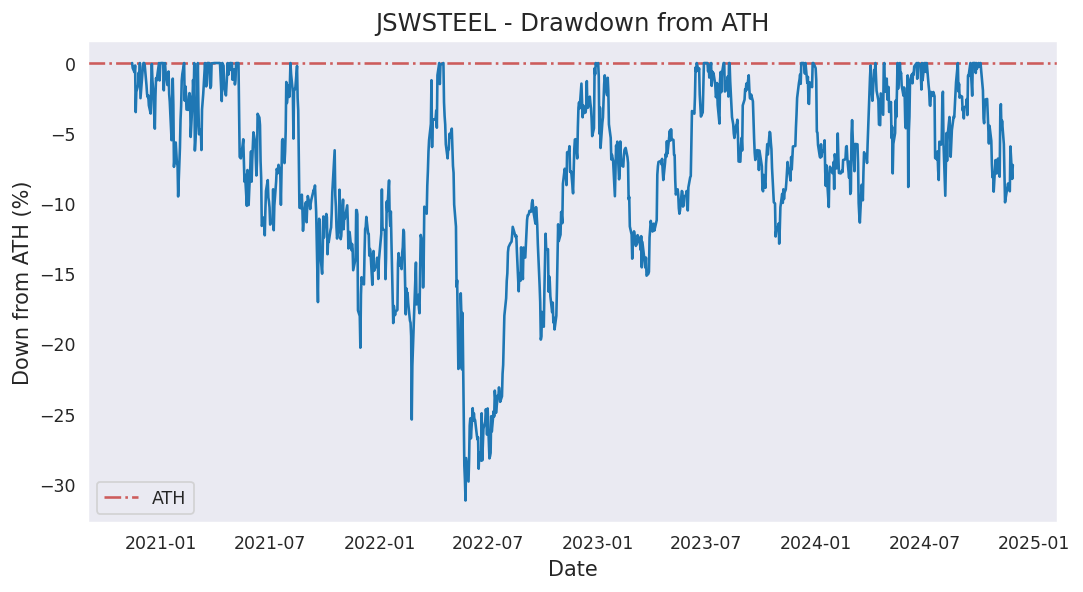 JSWSTEEL - Drawdown from ATH
Down from ATH (%)
0
−5
−10
−15
−20
−25
−30
ATH
2021-01 2021-07 2022-01 2022-07 2023-01 2023-07 2024-01 2024-07 2025-01
Date